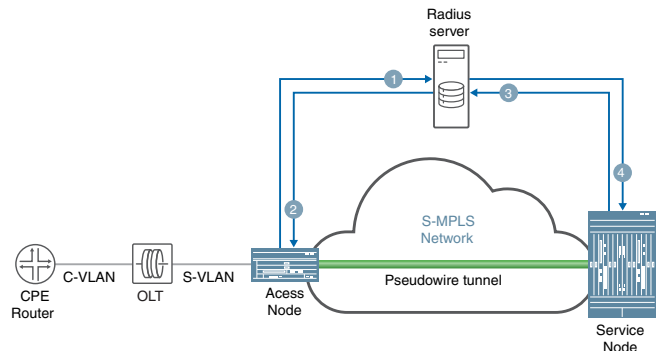 Radius
server
1
3
2
4
S-MPLS
Network
C-VLAN
S-VLAN
Pseudowire tunnel
CPE
Router
OLT
Acess
Node
Service
Node